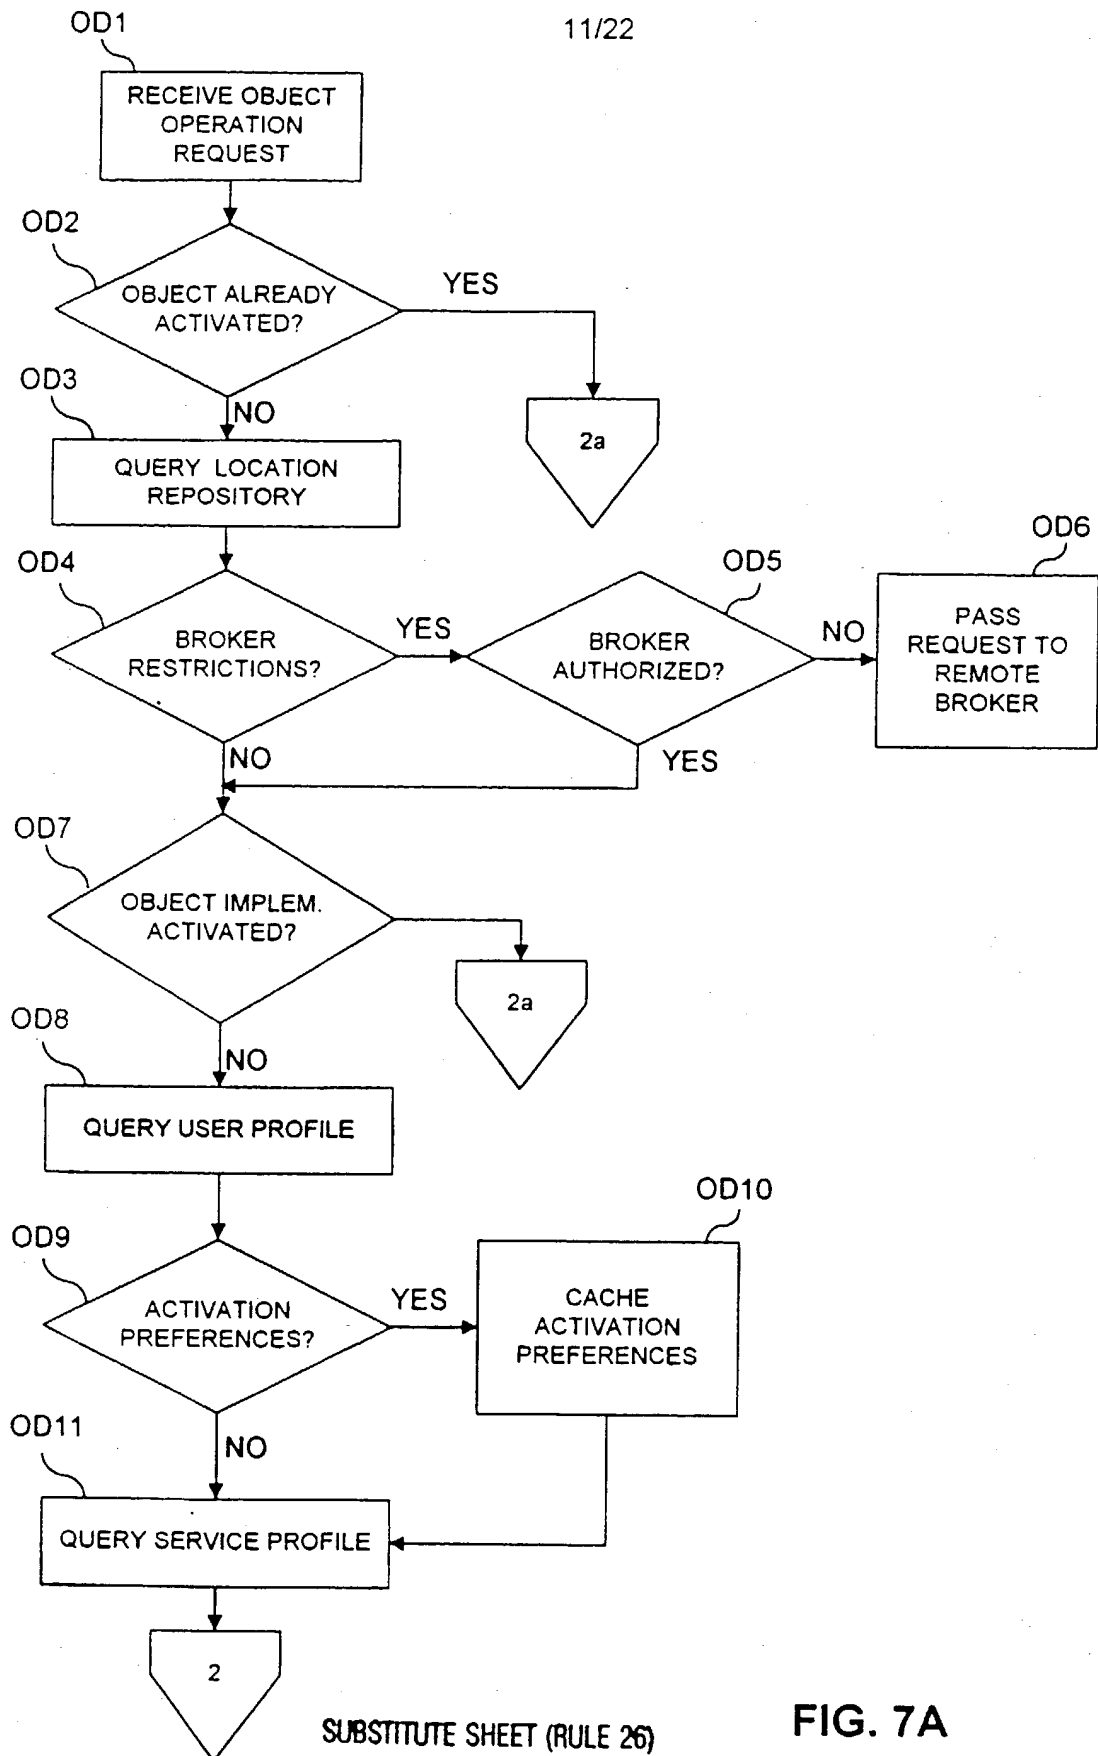 11/22
OD1
RECEIVE OBJECT
OPERATION
REQUEST
OD2
OBJECT ALREADY
ACTIVATED?
YES
2a
NO
OD3
QUERY LOCATION
REPOSITORY
OD4
BROKER
RESTRICTIONS?
YES
OD5
BROKER
AUTHORIZED?
NO
OD6
PASS
REQUEST TO
REMOTE
BROKER
NO
YES
OD7
OBJECT IMPLEM.
ACTIVATED?
2a
NO
OD8
QUERY USER PROFILE
OD9
ACTIVATION
PREFERENCES?
YES
OD10
CACHE
ACTIVATION
PREFERENCES
NO
OD11
QUERY SERVICE PROFILE
2
SUBSTITUTE SHEET (RULE 26)
FIG. 7A